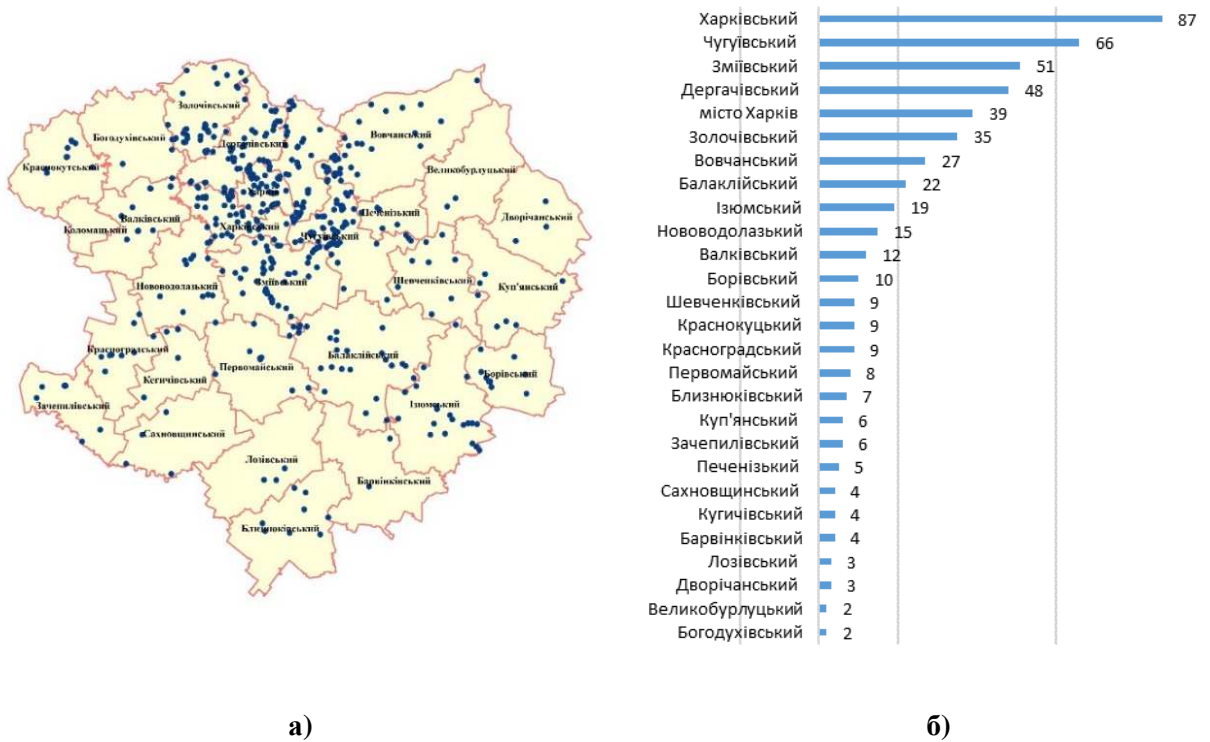 Золочівський
Богодухівський
Дергачівський
Вовчанський
Краснокутський
Великобурлуцький
Харків
Печенізький
Валківський
Дворічанський
Коломацький
Харківський
Чугуївський
Зміївський
Шевченківський
Куп'янський
Нововодолазький
Красноградський
Балаклійський
Первомайський
Борівський
Кегичівський
Зачепилівський
Ізюмський
Сахновщинський
Лозівський
Барвінківський
Близнюківський
а)
Харківський 87
Чугуївський 66
Зміївський 51
Дергачівський 48
місто Харків 39
Золочівський 35
Вовчанський 27
Балаклійський 22
Ізюмський 19
Нововодолазький 15
Валківський 12
Борівський 10
Шевченківський 9
Краснокуцький 9
Красноградський 9
Первомайський 8
Близнюківський 7
Куп'янський 6
Зачепилівський 6
Печенізький 5
Сахновщинський 4
Кугичівський 4
Барвінківський 4
Лозівський 3
Дворічанський 3
Великобурлуцький 2
Богодухівський 2
б)